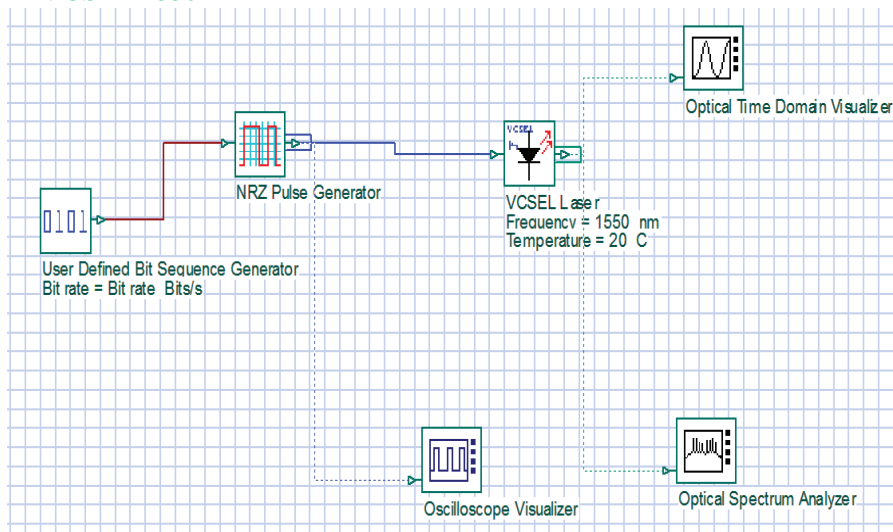 Optical Time Domain Visualizer
NRZ Pulse Generator
VCSEL
VCSEL Laser
Frequency = 1550 nm
Temperature = 20 C
0101
User Defined Bit Sequence Generator
Bit rate = Bit rate Bits/s
Oscilloscope Visualizer
Optical Spectrum Analyzer